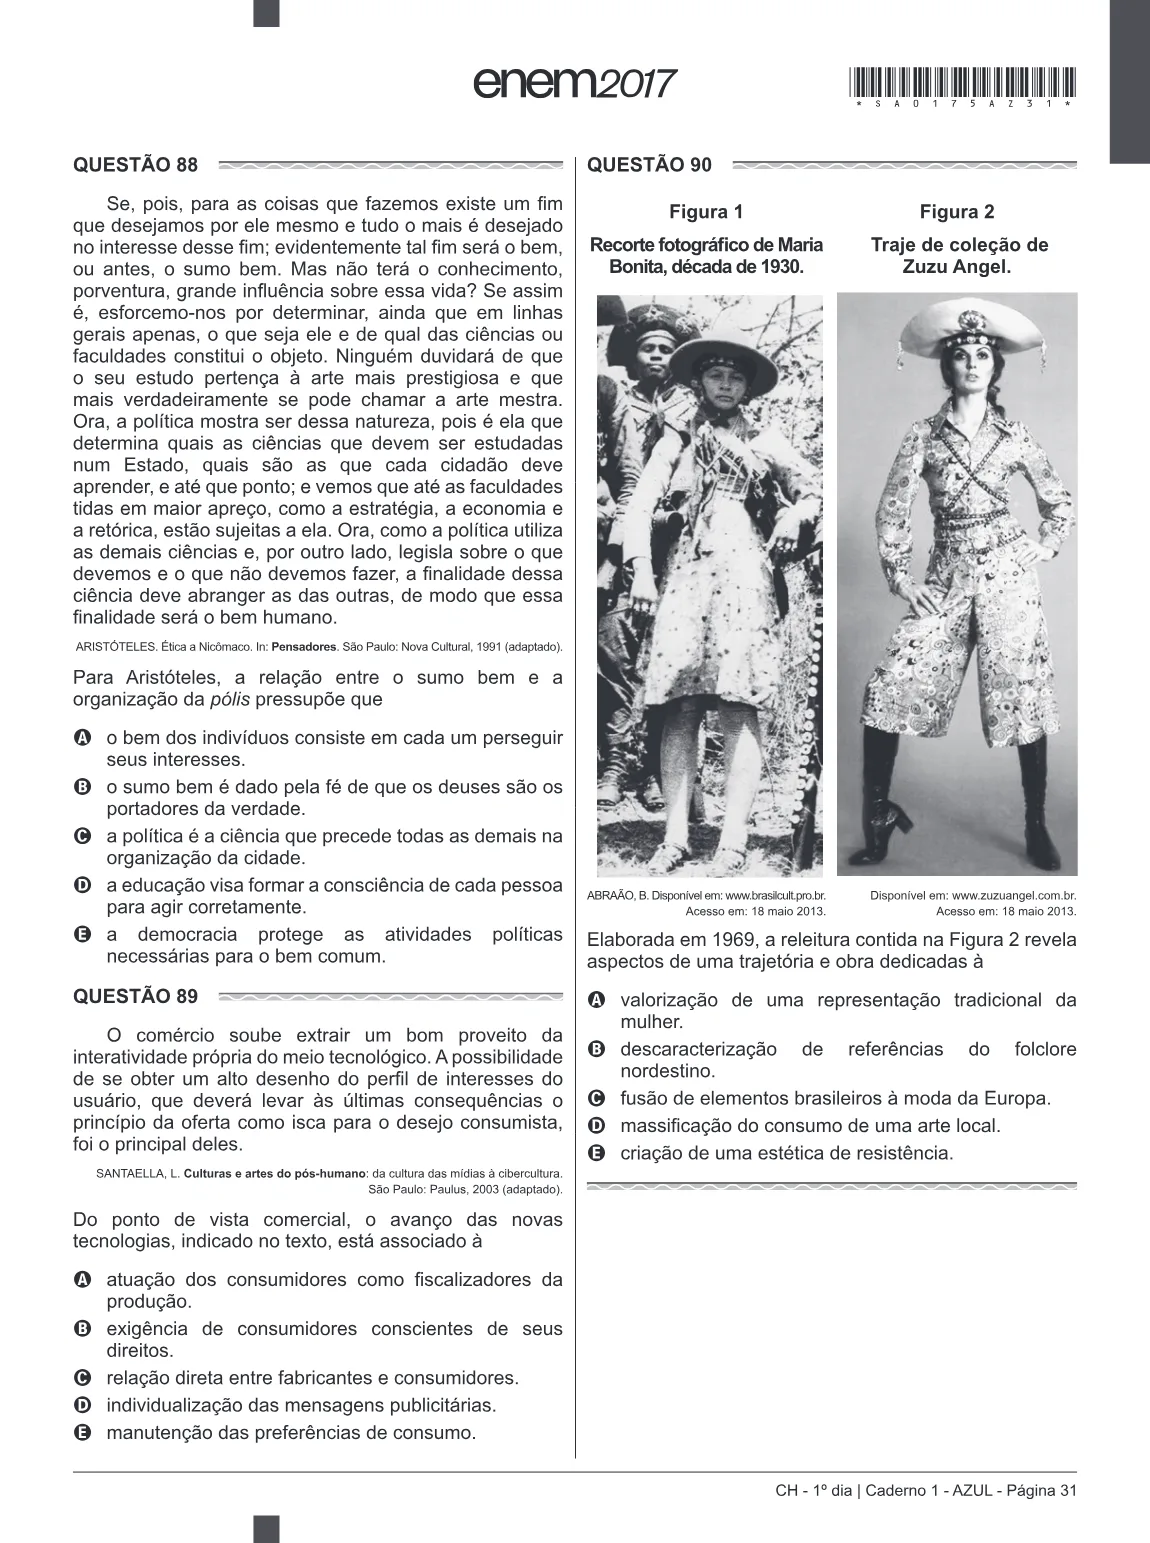 enem2017
*SA0175AZ31*
QUESTÃO 88
Se, pois, para as coisas que fazemos existe um fim
que desejamos por ele mesmo e tudo o mais é desejado
no interesse desse fim; evidentemente tal fim será o bem,
ou antes, o sumo bem. Mas não terá o conhecimento,
porventura, grande influência sobre essa vida? Se assim
é, esforcemo-nos por determinar, ainda que em linhas
gerais apenas, o que seja ele e de qual das ciências ou
faculdades constitui o objeto. Ninguém duvidará de que
o seu estudo pertença à arte mais prestigiosa e que
mais verdadeiramente se pode chamar a arte mestra.
Ora, a política mostra ser dessa natureza, pois é ela que
determina quais as ciências que devem ser estudadas
num Estado, quais são as que cada cidadão deve
aprender, e até que ponto; e vemos que até as faculdades
tidas em maior apreço, como a estratégia, a economia e
a retórica, estão sujeitas a ela. Ora, como a política utiliza
as demais ciências e, por outro lado, legisla sobre o que
devemos e o que não devemos fazer, a finalidade dessa
ciência deve abranger as das outras, de modo que essa
finalidade será o bem humano.
ARISTÓTELES. Ética a Nicômaco. In: Pensadores. São Paulo: Nova Cultural, 1991 (adaptado).
Para Aristóteles, a relação entre o sumo bem e a
organização da pólis pressupõe que
A o bem dos indivíduos consiste em cada um perseguir
seus interesses.
B o sumo bem é dado pela fé de que os deuses são os
portadores da verdade.
C a política é a ciência que precede todas as demais na
organização da cidade.
D a educação visa formar a consciência de cada pessoa
para agir corretamente.
E a democracia protege as atividades políticas
necessárias para o bem comum.
QUESTÃO 89
O comércio soube extrair um bom proveito da
interatividade própria do meio tecnológico. A possibilidade
de se obter um alto desenho do perfil de interesses do
usuário, que deverá levar às últimas consequências o
princípio da oferta como isca para o desejo consumista,
foi o principal deles.
SANTAELLA, L. Culturas e artes do pós-humano: da cultura das mídias à cibercultura.
São Paulo: Paulus, 2003 (adaptado).
Do ponto de vista comercial, o avanço das novas
tecnologias, indicado no texto, está associado à
A atuação dos consumidores como fiscalizadores da
produção.
B exigência de consumidores conscientes de seus
direitos.
C relação direta entre fabricantes e consumidores.
D individualização das mensagens publicitárias.
E manutenção das preferências de consumo.
QUESTÃO 90
Figura 1
Recorte fotográfico de Maria
Bonita, década de 1930.
Figura 2
Traje de coleção de
Zuzu Angel.
ABRAÃO, B. Disponível em: www.brasilcult.pro.br.
Acesso em: 18 maio 2013.
Disponível em: www.zuzuangel.com.br.
Acesso em: 18 maio 2013.
Elaborada em 1969, a releitura contida na Figura 2 revela
aspectos de uma trajetória e obra dedicadas à
A valorização de uma representação tradicional da
mulher.
B descaracterização de referências do folclore
nordestino.
C fusão de elementos brasileiros à moda da Europa.
D massificação do consumo de uma arte local.
E criação de uma estética de resistência.
CH - 1º dia | Caderno 1 - AZUL - Página 31